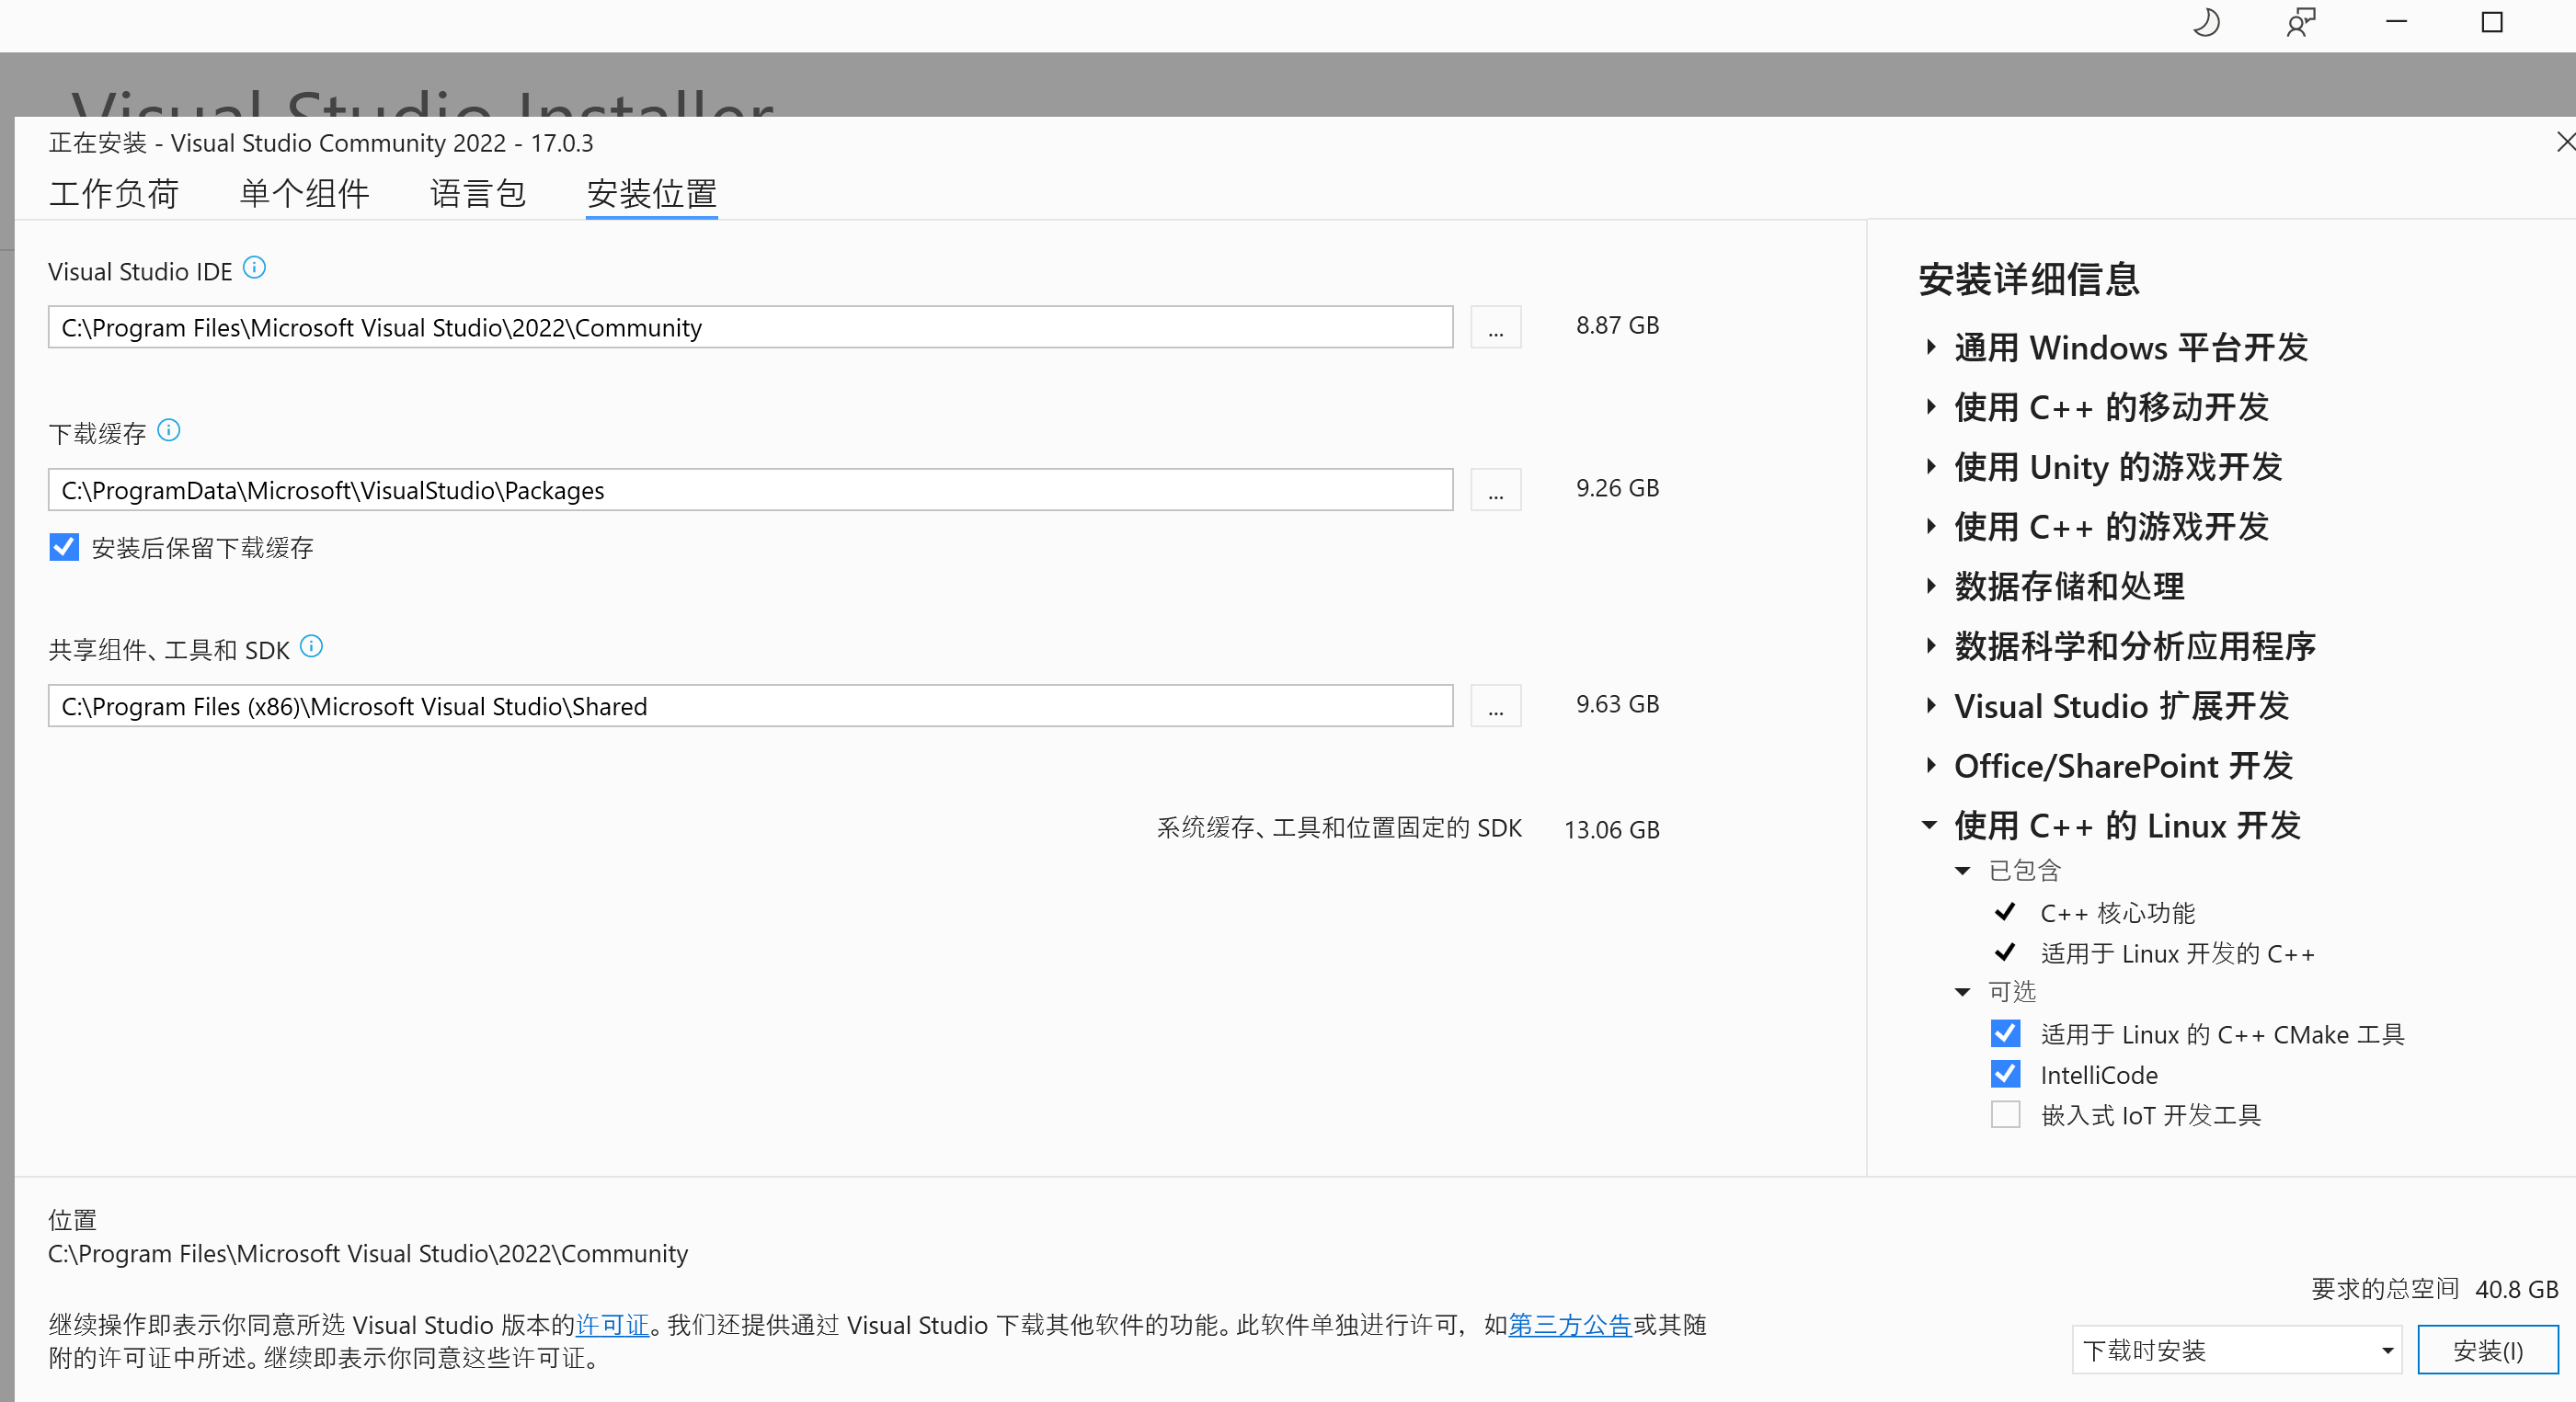 Visual Studio Installer
正在安装 - Visual Studio Community 2022 - 17.0.3
工作负荷 单个组件 语言包 安装位置
Visual Studio IDE
C:\Program Files\Microsoft Visual Studio\2022\Community ... 8.87 GB
下载缓存
C:\ProgramData\Microsoft\VisualStudio\Packages ... 9.26 GB
安装后保留下载缓存
共享组件、工具和 SDK
C:\Program Files (x86)\Microsoft Visual Studio\Shared ... 9.63 GB
系统缓存、工具和位置固定的 SDK 13.06 GB
安装详细信息
通用 Windows 平台开发
使用 C++ 的移动开发
使用 Unity 的游戏开发
使用 C++ 的游戏开发
数据存储和处理
数据科学和分析应用程序
Visual Studio 扩展开发
Office/SharePoint 开发
使用 C++ 的 Linux 开发
已包含
C++ 核心功能
适用于 Linux 开发的 C++
可选
适用于 Linux 的 C++ CMake 工具
IntelliCode
嵌入式 IoT 开发工具
位置
C:\Program Files\Microsoft Visual Studio\2022\Community
继续操作即表示你同意所选 Visual Studio 版本的许可证。我们还提供通过 Visual Studio 下载其他软件的功能。此软件单独进行许可，如第三方公告或其随
附的许可证中所述。继续即表示你同意这些许可证。
要求的总空间 40.8 GB
下载时安装 安装(I)